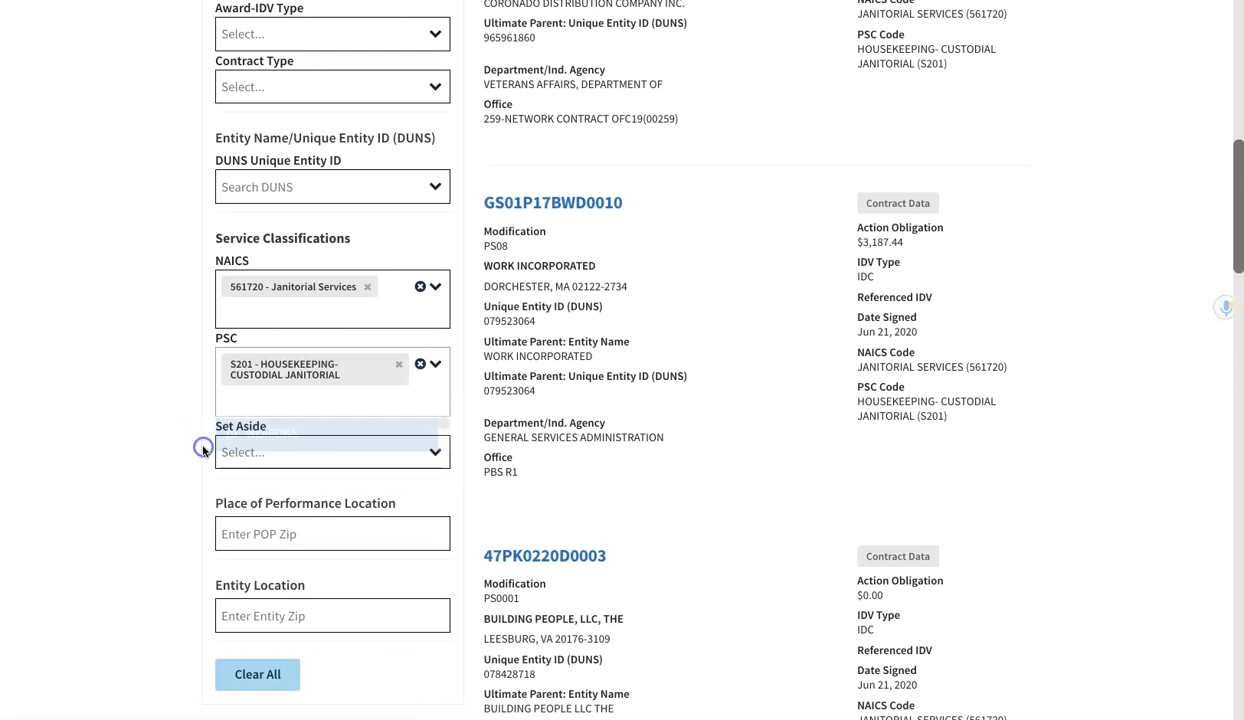 Award-IDV Type
Select...
Contract Type
Select...
Entity Name/Unique Entity ID (DUNS)
DUNS Unique Entity ID
Search DUNS
Service Classifications
NAICS
561720 - Janitorial Services
PSC
S201 - HOUSEKEEPING-
CUSTODIAL JANITORIAL
Set Aside
Select...
Place of Performance Location
Enter POP Zip
Entity Location
Enter Entity Zip
Clear All
CORONADO DISTRIBUTION COMPANY INC.
Ultimate Parent: Unique Entity ID (DUNS)
965961860
Department/Ind. Agency
VETERANS AFFAIRS, DEPARTMENT OF
Office
259-NETWORK CONTRACT OFC19(00259)
NAICS Code
JANITORIAL SERVICES (561720)
PSC Code
HOUSEKEEPING- CUSTODIAL
JANITORIAL (S201)
GS01P17BWD0010
Modification
PS08
WORK INCORPORATED
DORCHESTER, MA 02122-2734
Unique Entity ID (DUNS)
079523064
Ultimate Parent: Entity Name
WORK INCORPORATED
Ultimate Parent: Unique Entity ID (DUNS)
079523064
Department/Ind. Agency
GENERAL SERVICES ADMINISTRATION
Office
PBS R1
Contract Data
Action Obligation
$3,187.44
IDV Type
IDC
Referenced IDV
Date Signed
Jun 21, 2020
NAICS Code
JANITORIAL SERVICES (561720)
PSC Code
HOUSEKEEPING- CUSTODIAL
JANITORIAL (S201)
47PK0220D0003
Modification
PS0001
BUILDING PEOPLE, LLC, THE
LEESBURG, VA 20176-3109
Unique Entity ID (DUNS)
078428718
Ultimate Parent: Entity Name
BUILDING PEOPLE LLC THE
Contract Data
Action Obligation
$0.00
IDV Type
IDC
Referenced IDV
Date Signed
Jun 21, 2020
NAICS Code
JANITORIAL SERVICES (561720)